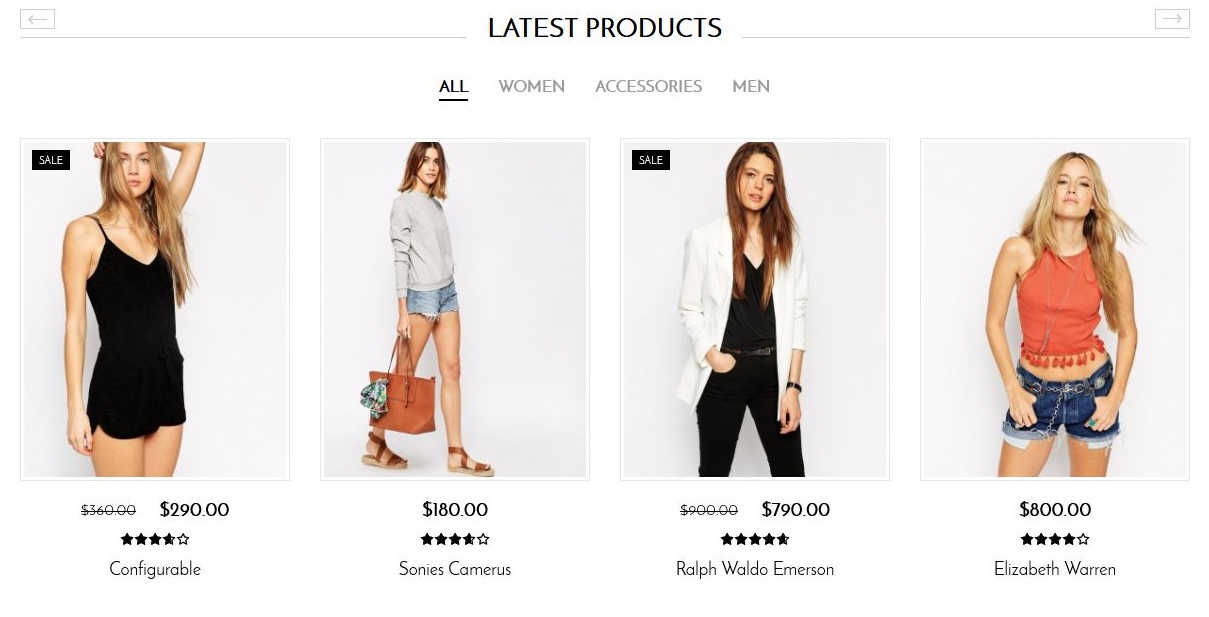 LATEST PRODUCTS
ALL WOMEN ACCESSORIES MEN
SALE SALE
$360.00 $290.00 $180.00 $900.00 $790.00 $800.00
Configurable Sonies Camerus Ralph Waldo Emerson Elizabeth Warren